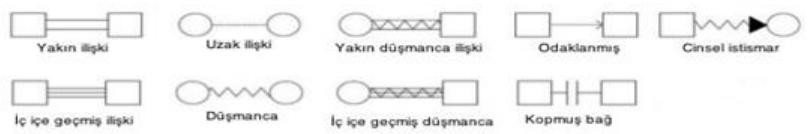 Yakın ilişki
Uzak ilişki
Yakın düşmanca ilişki
Odaklanmış
Cinsel istismar
İç içe geçmiş ilişki
Düşmanca
İç içe geçmiş düşmanca
Kopmuş bağ